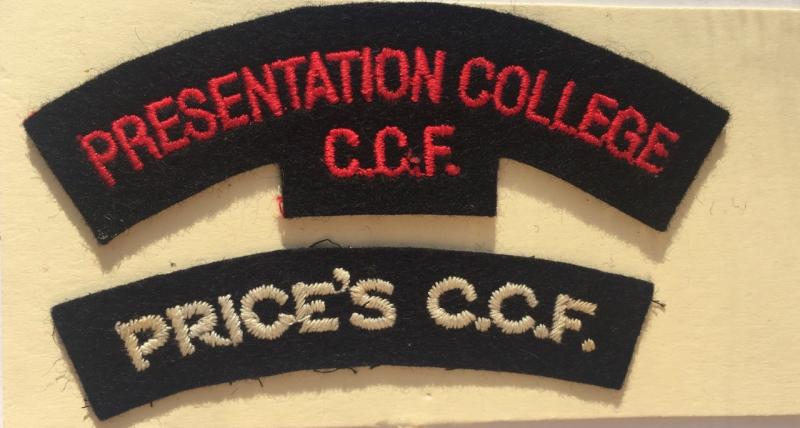 PRESENTATION COLLEGE
C.C.F.
PRICE'S C.C.F.